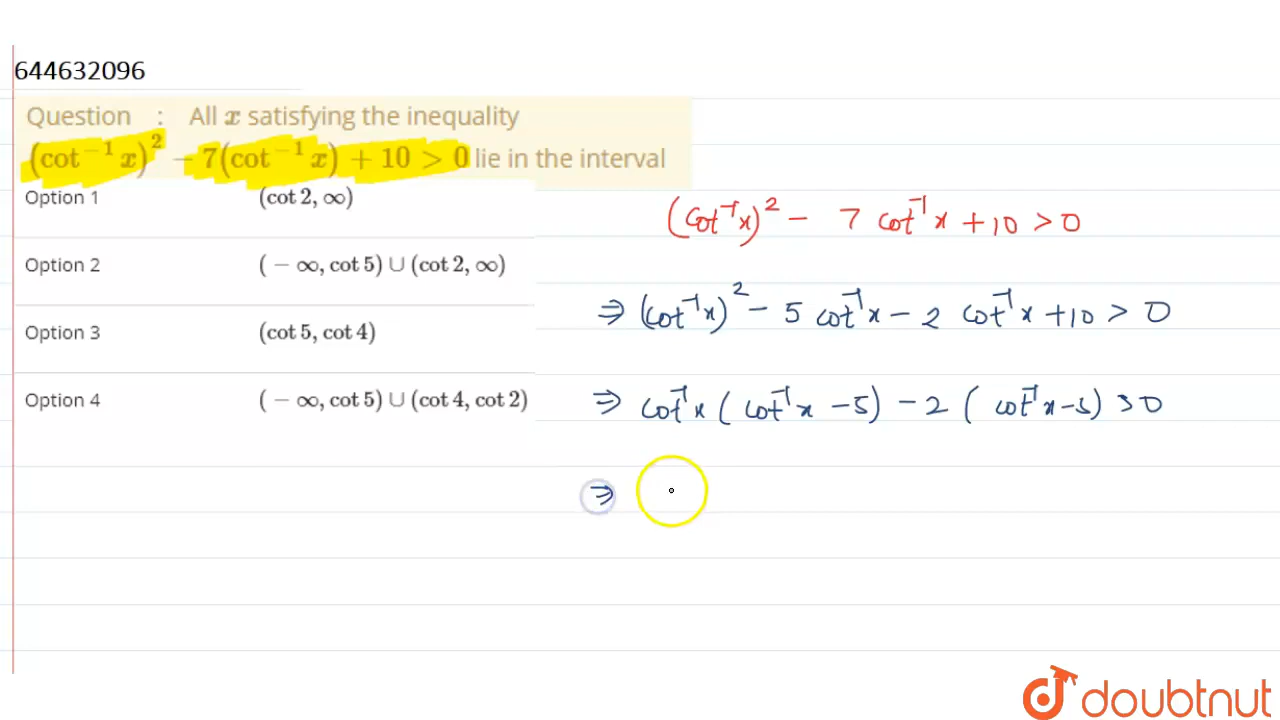 644632096
Question : All x satisfying the inequality
(cot⁻¹ x)² − 7(cot⁻¹ x) + 10 > 0 lie in the interval
Option 1 (cot 2, ∞)
Option 2 (− ∞, cot 5) ∪ (cot 2, ∞)
Option 3 (cot 5, cot 4)
Option 4 (− ∞, cot 5) ∪ (cot 4, cot 2)
(cot⁻¹x)² − 7 cot⁻¹x + 10 > 0
⇒ (cot⁻¹x)² − 5 cot⁻¹x − 2 cot⁻¹x + 10 > 0
⇒ cot⁻¹x ( cot⁻¹x − 5) − 2 ( cot⁻¹x − 5) > 0
⇒
doubtnut